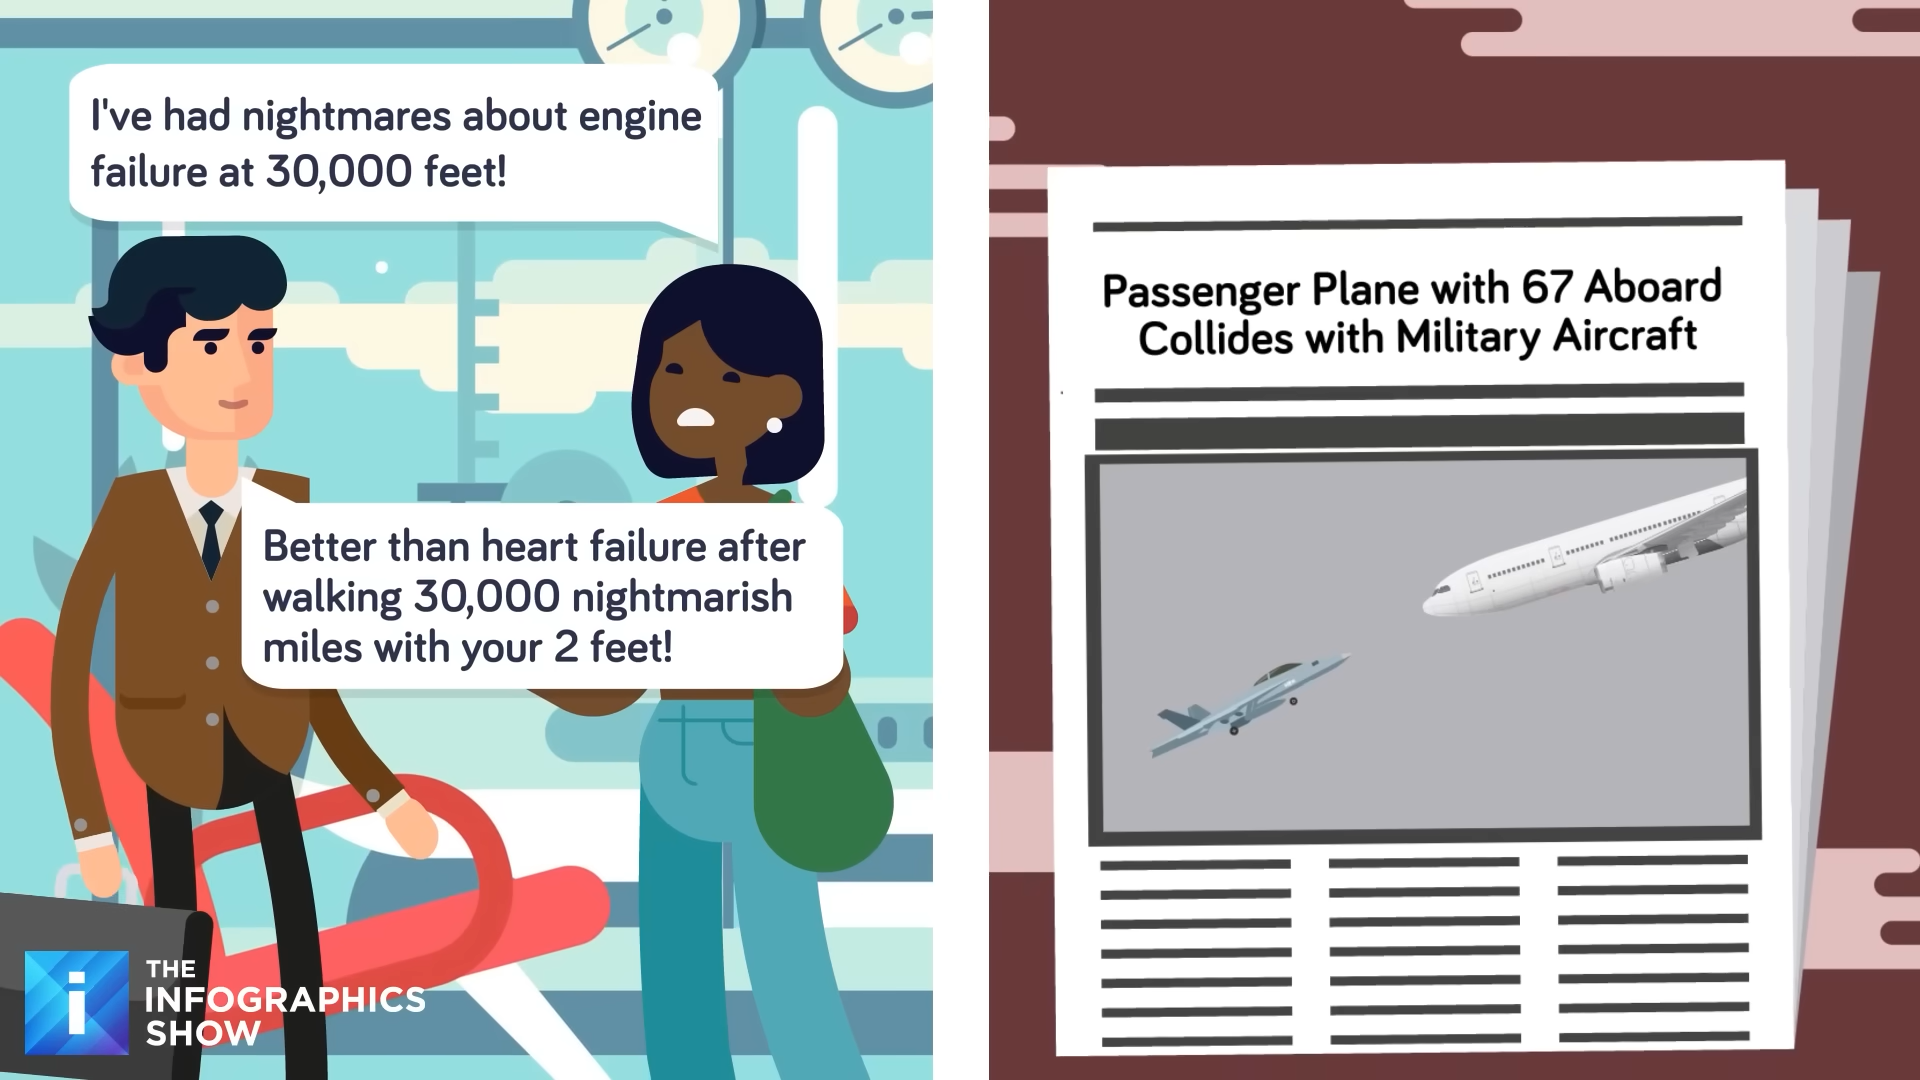 I've had nightmares about engine
failure at 30,000 feet!
Better than heart failure after
walking 30,000 nightmarish
miles with your 2 feet!
THE
INFOGRAPHICS
SHOW
Passenger Plane with 67 Aboard
Collides with Military Aircraft